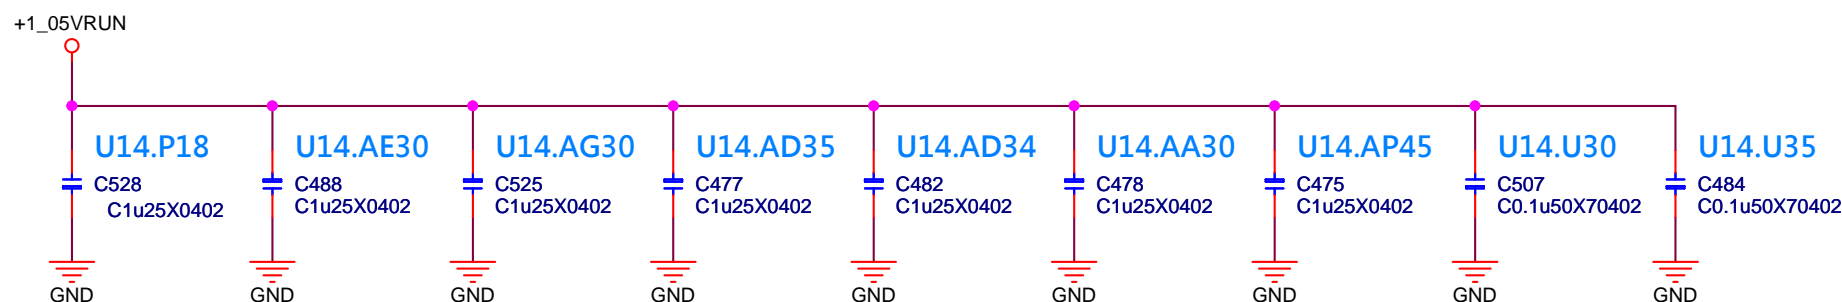 +1_05VRUN
U14.P18 U14.AE30 U14.AG30 U14.AD35 U14.AD34 U14.AA30 U14.AP45 U14.U30 U14.U35
C528 C488 C525 C477 C482 C478 C475 C507 C484
C1u25X0402 C1u25X0402 C1u25X0402 C1u25X0402 C1u25X0402 C1u25X0402 C1u25X0402 C0.1u50X70402 C0.1u50X70402
GND GND GND GND GND GND GND GND GND